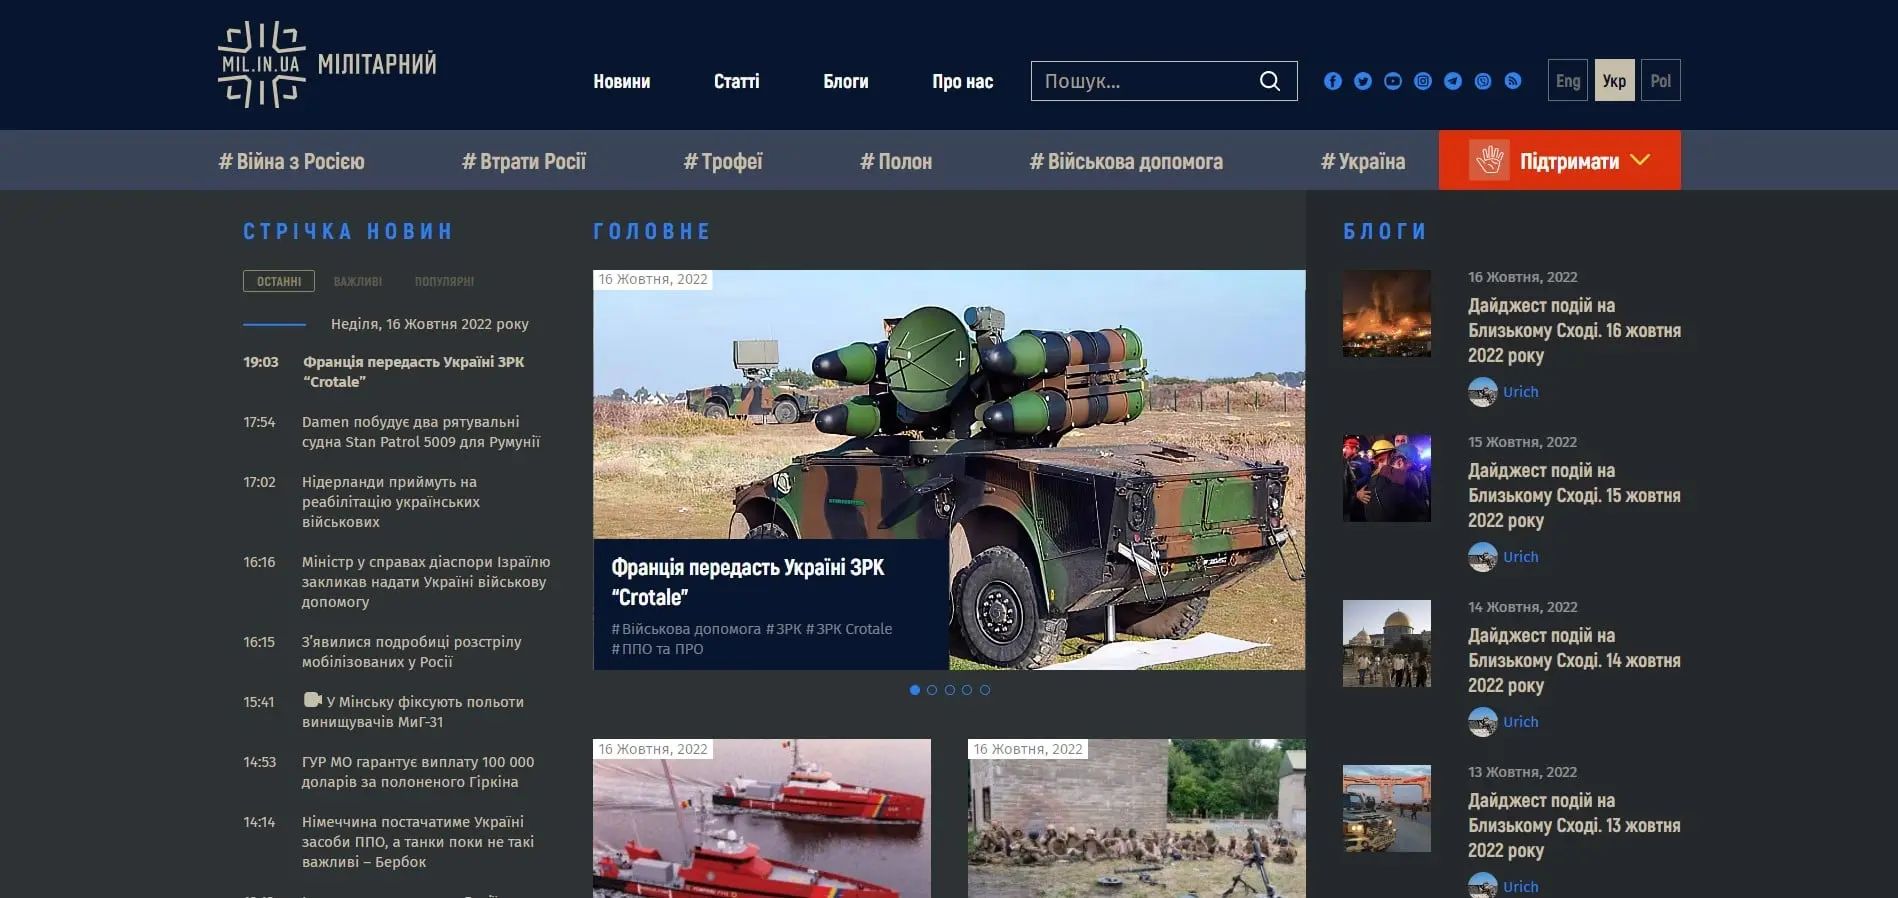 MIL.IN.UA
МІЛІТАРНИЙ
Новини
Статті
Блоги
Про нас
Пошук...
Eng
Укр
Pol
# Війна з Росією
# Втрати Росії
# Трофеї
# Полон
# Військова допомога
# Україна
Підтримати
СТРІЧКА НОВИН
ОСТАННІ
ВАЖЛИВІ
ПОПУЛЯРНІ
Неділя, 16 Жовтня 2022 року
19:03 Франція передасть Україні ЗРК
“Crotale”
17:54 Damen побудує два рятувальні
судна Stan Patrol 5009 для Румунії
17:02 Нідерланди приймуть на
реабілітацію українських
військових
16:16 Міністр у справах діаспори Ізраїлю
закликав надати Україні військову
допомогу
16:15 З’явилися подробиці розстрілу
мобілізованих у Росії
15:41 У Мінську фіксують польоти
винищувачів МиГ-31
14:53 ГУР МО гарантує виплату 100 000
доларів за полоненого Гіркіна
14:14 Німеччина постачатиме Україні
засоби ППО, а танки поки не такі
важливі – Бербок
ГОЛОВНЕ
16 Жовтня, 2022
Франція передасть Україні ЗРК
“Crotale”
# Військова допомога # ЗРК # ЗРК Crotale
# ППО та ПРО
16 Жовтня, 2022
16 Жовтня, 2022
БЛОГИ
16 Жовтня, 2022
Дайджест подій на
Близькому Сході. 16 жовтня
2022 року
Urich
15 Жовтня, 2022
Дайджест подій на
Близькому Сході. 15 жовтня
2022 року
Urich
14 Жовтня, 2022
Дайджест подій на
Близькому Сході. 14 жовтня
2022 року
Urich
13 Жовтня, 2022
Дайджест подій на
Близькому Сході. 13 жовтня
2022 року
Urich